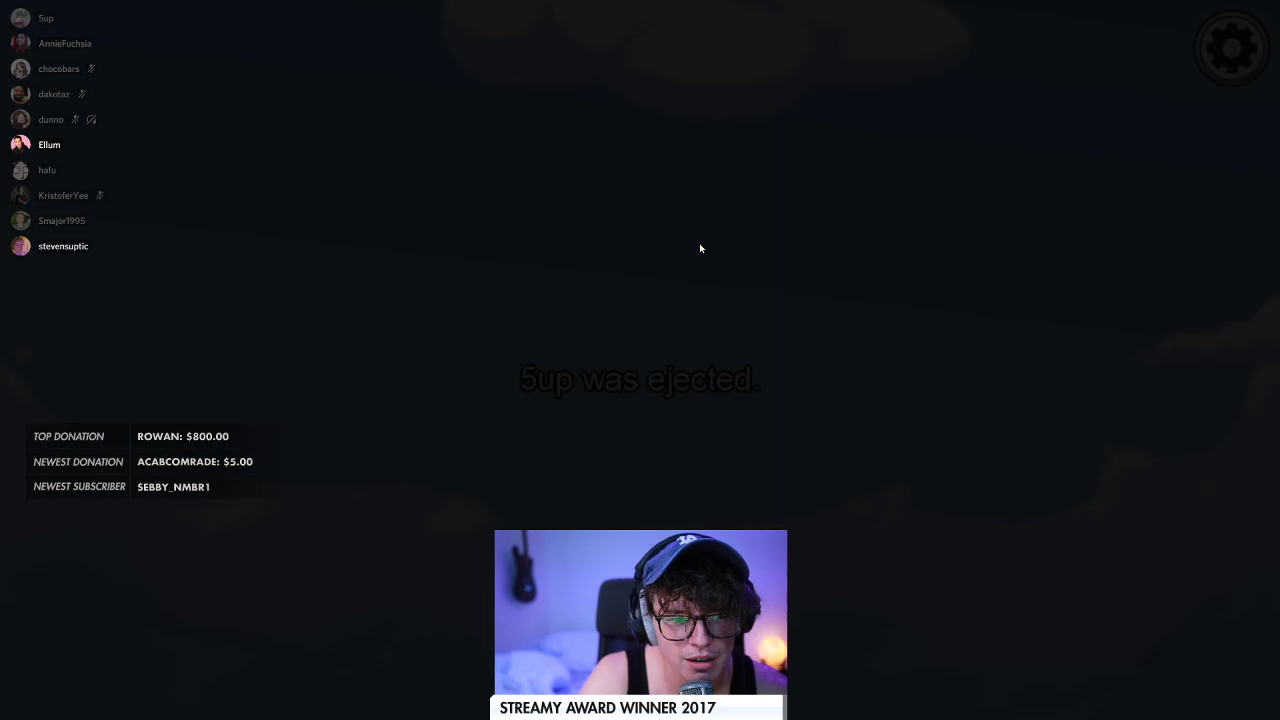 5up
AnnieFuchsia
chocobars
dakotaz
dunno
Ellum
hafu
KristoferYee
Smajor1995
stevensuptic
5up was ejected.
TOP DONATION ROWAN: $800.00
NEWEST DONATION ACABCOMRADE: $5.00
NEWEST SUBSCRIBER SEBBY_NMBR1
LA
STREAMY AWARD WINNER 2017